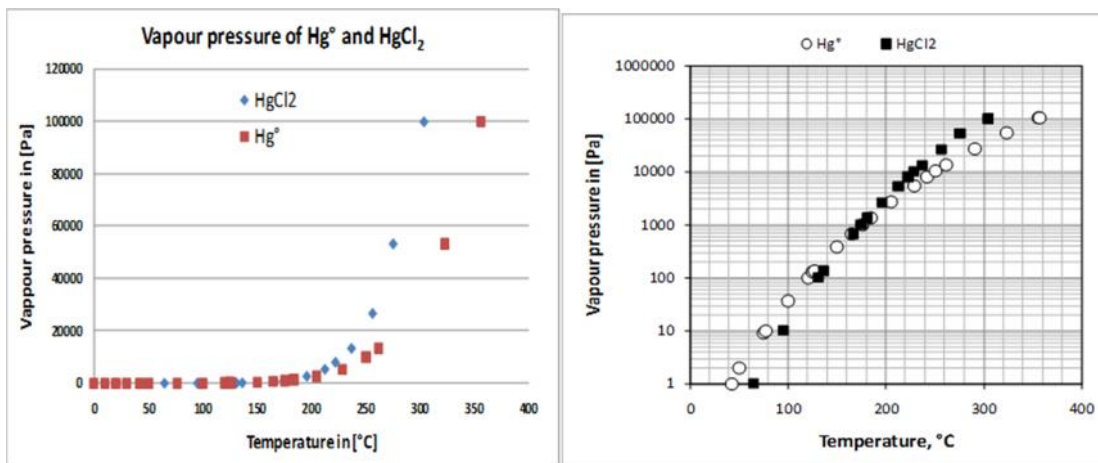 Vapour pressure of Hg° and HgCl₂
120000
100000
80000
60000
40000
20000
0
Vappour pressure in [Pa]
HgCl2
Hg°
0 50 100 150 200 250 300 350 400
Temperature in [°C]
Hg° HgCl2
1000000
100000
10000
1000
100
10
1
Vapour pressure in [Pa]
0 100 200 300 400
Temperature, °C